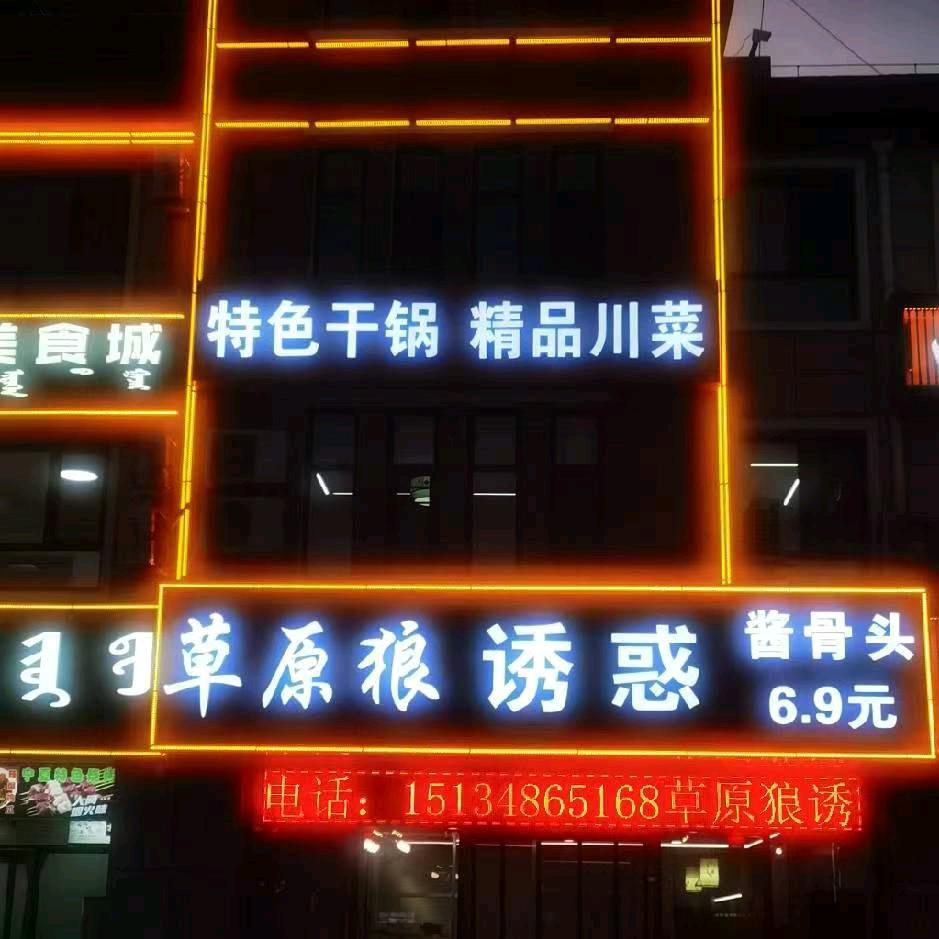 特色干锅 精品川菜
美食城
草原狼 诱惑
酱骨头
6.9元
电话：15134865168草原狼诱